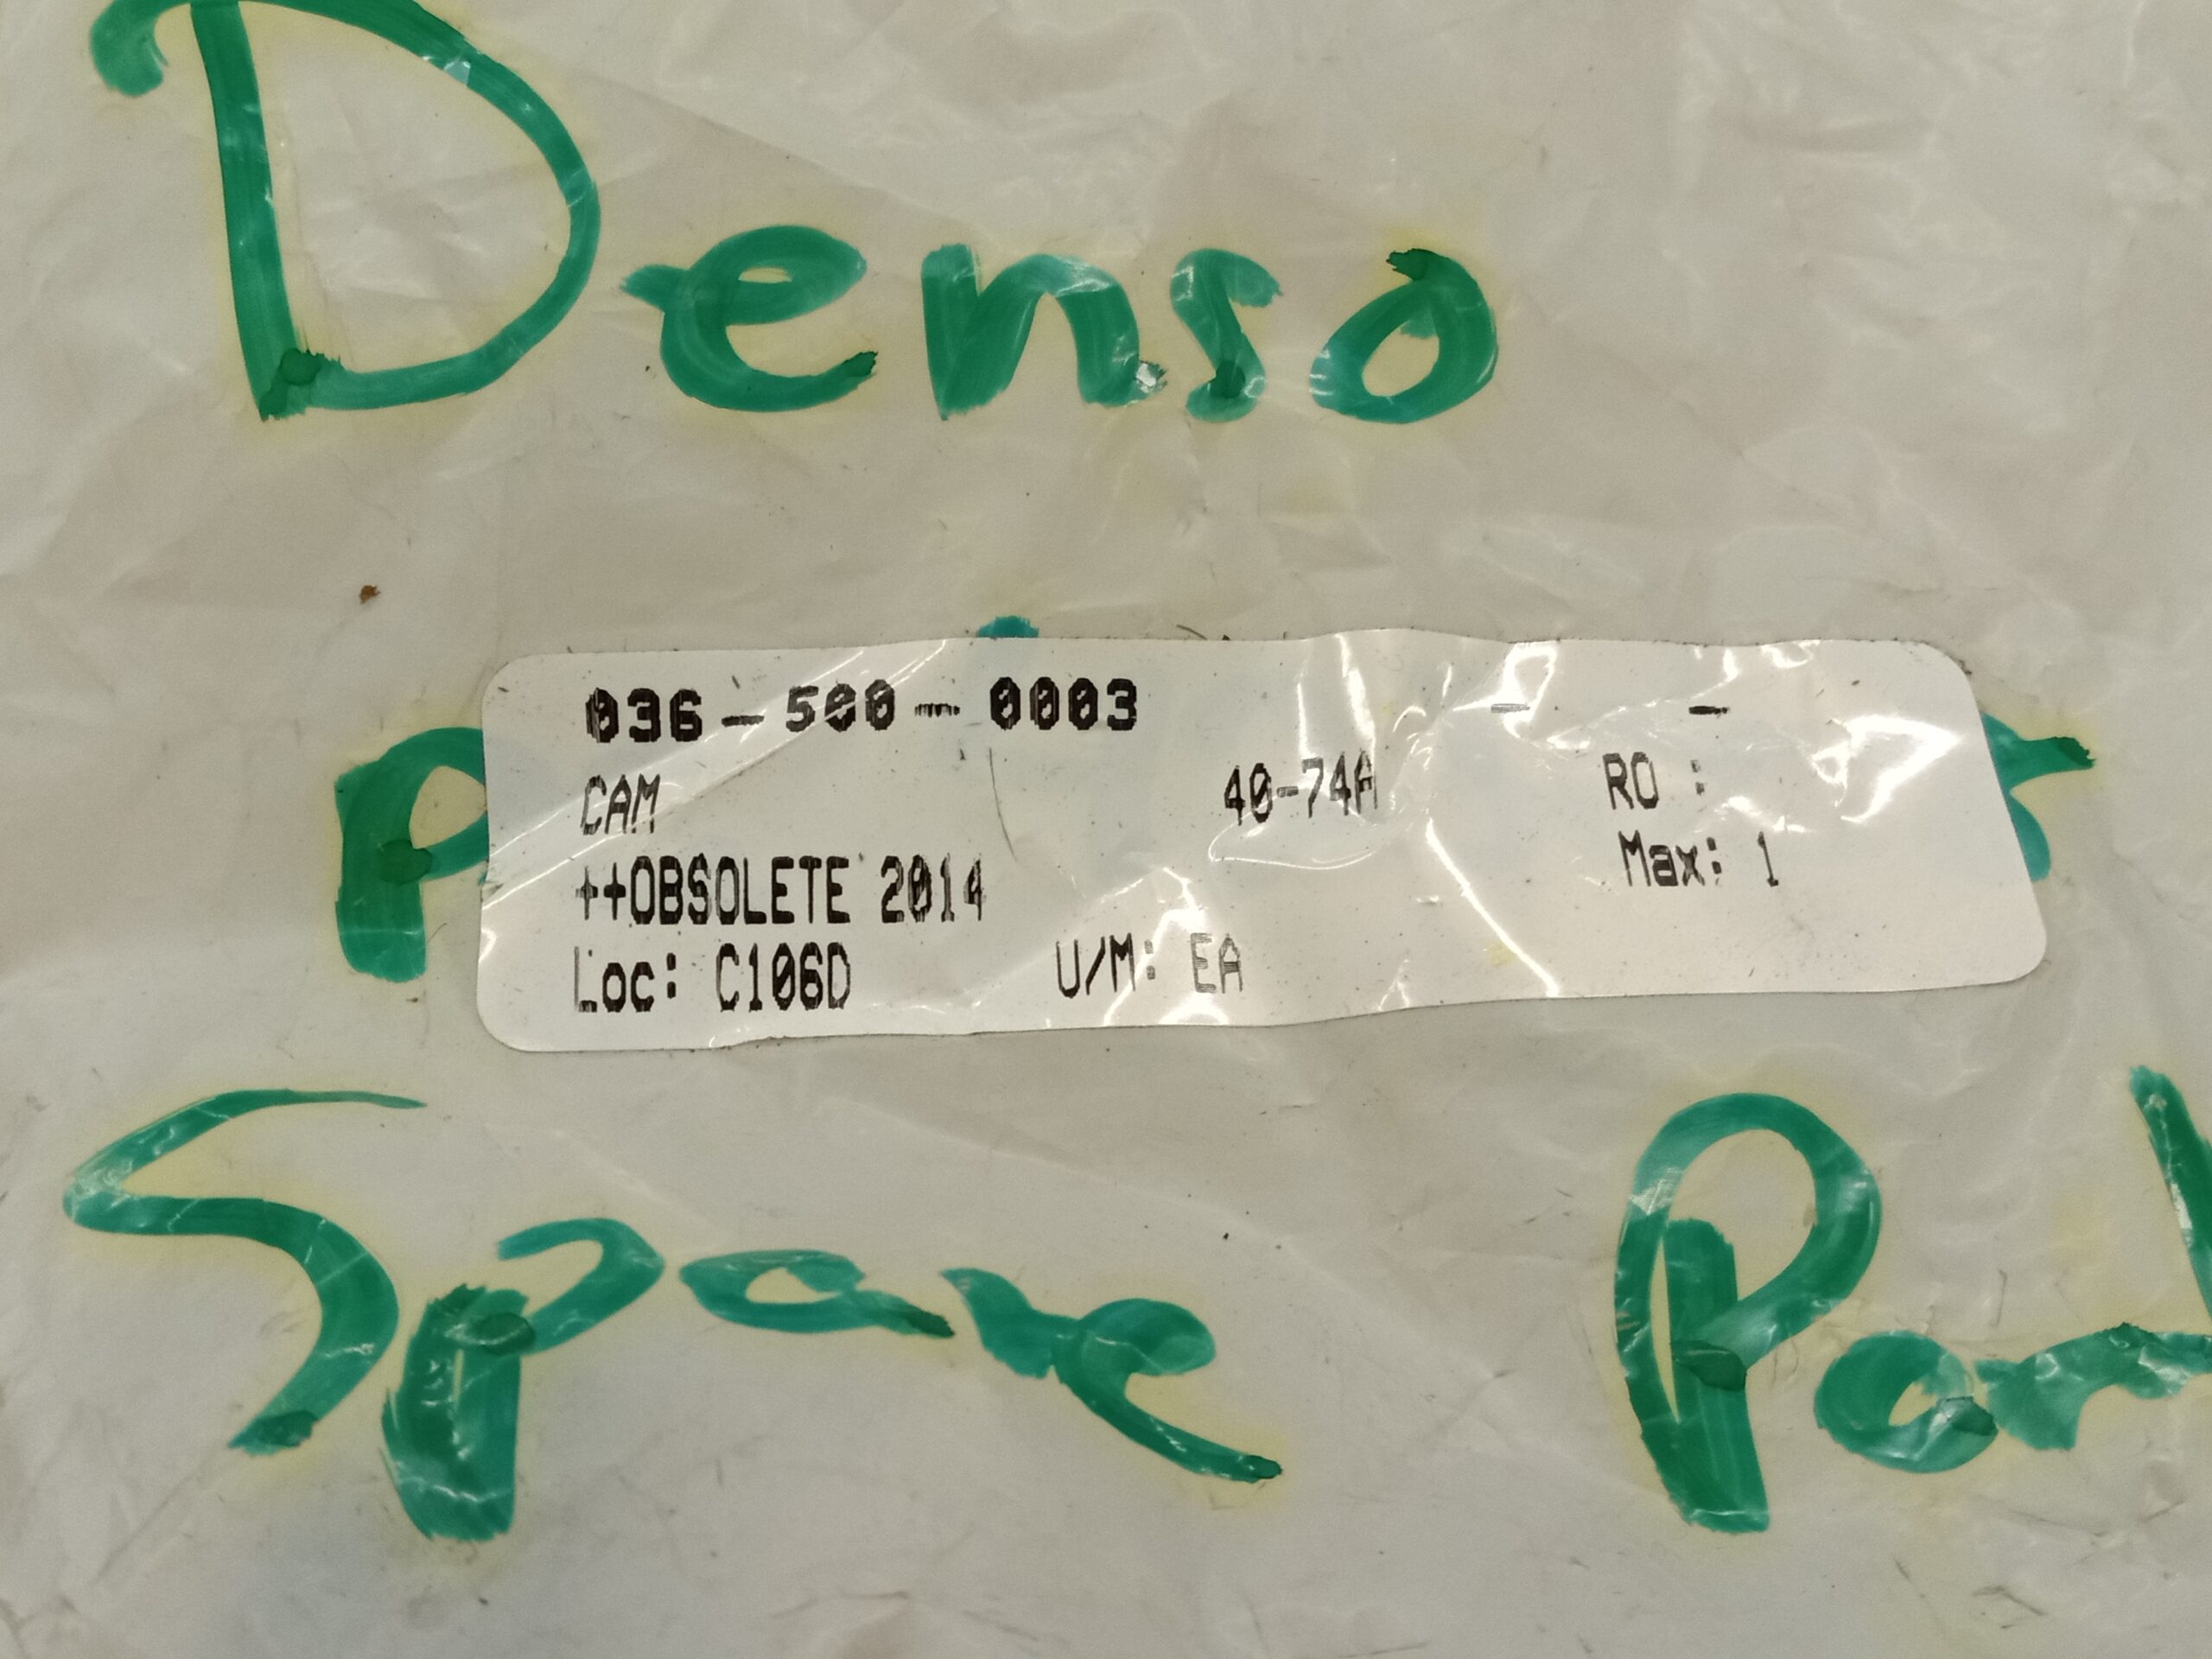 Denso
036-500-0003 - -
CAM 40-74A RO :
++OBSOLETE 2014 Max: 1
Loc: C106D U/M: EA
Spare